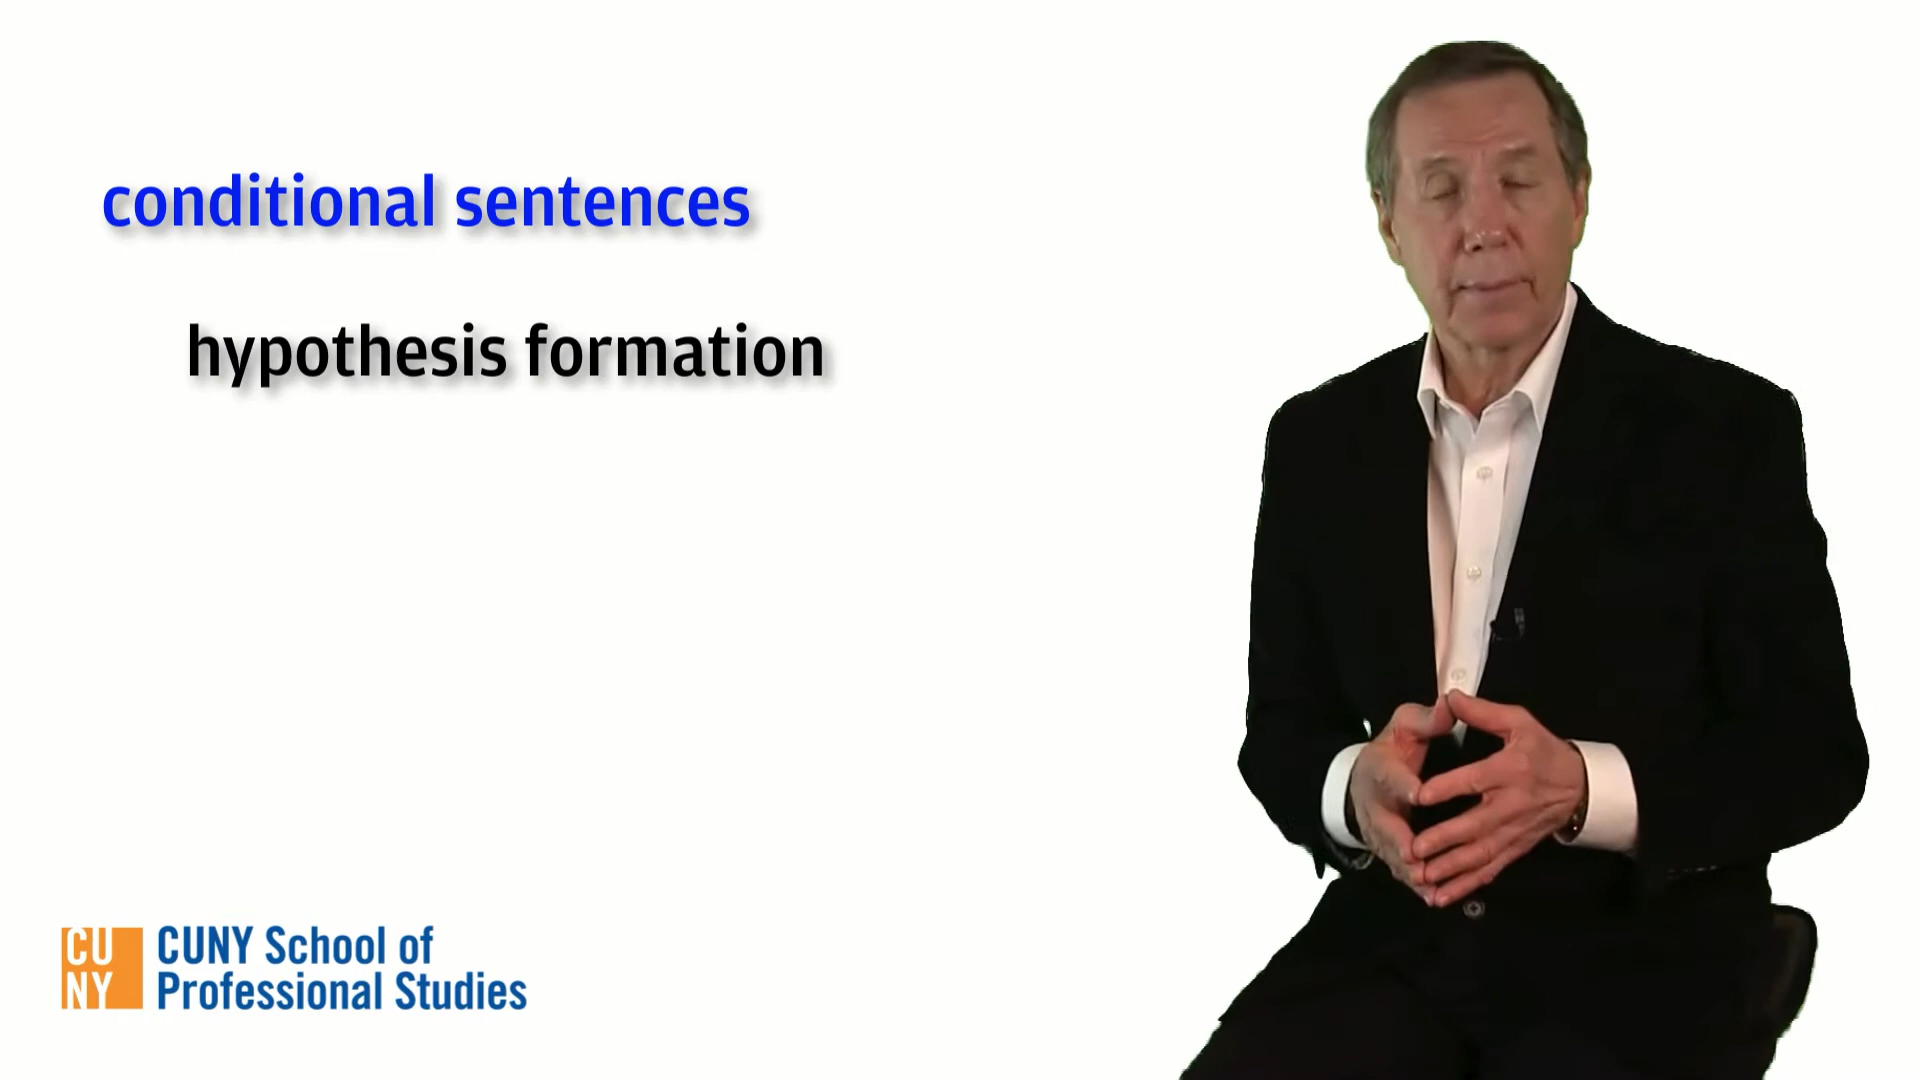 conditional sentences
hypothesis formation
CU
NY
CUNY School of
Professional Studies